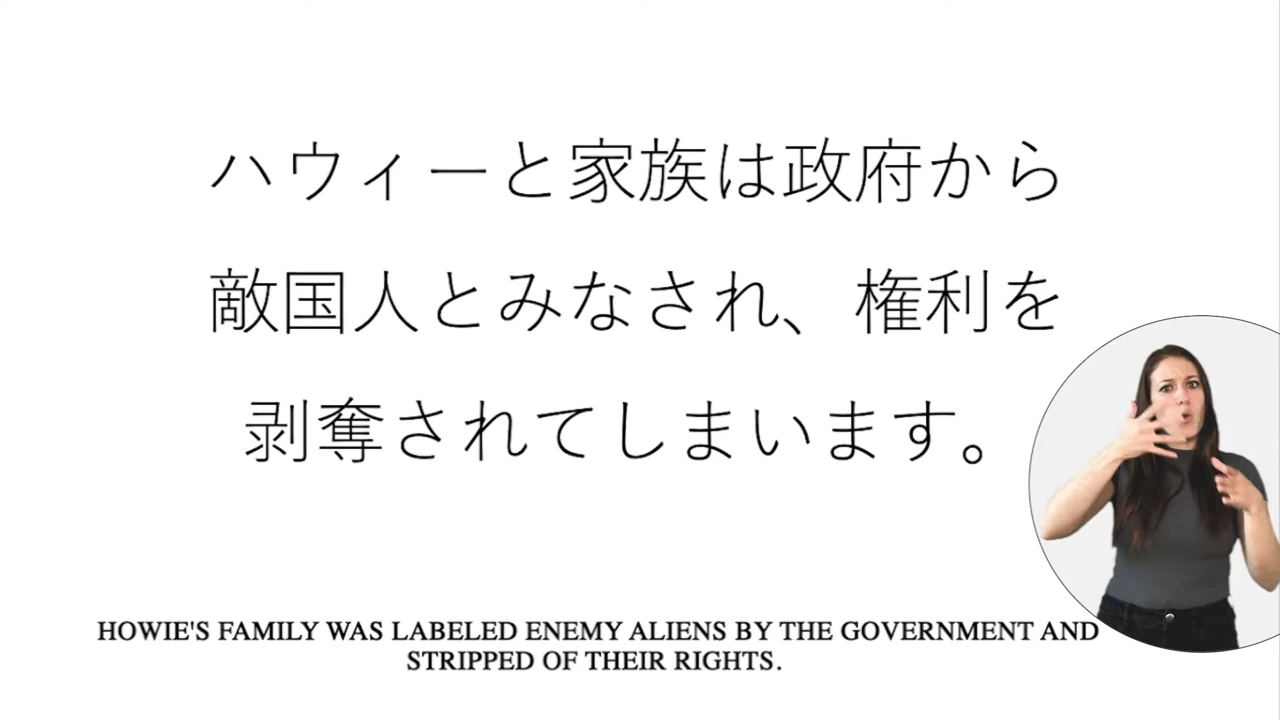 ハウィーと家族は政府から
敵国人とみなされ、権利を
剥奪されてしまいます。
HOWIE'S FAMILY WAS LABELED ENEMY ALIENS BY THE GOVERNMENT AND
STRIPPED OF THEIR RIGHTS.